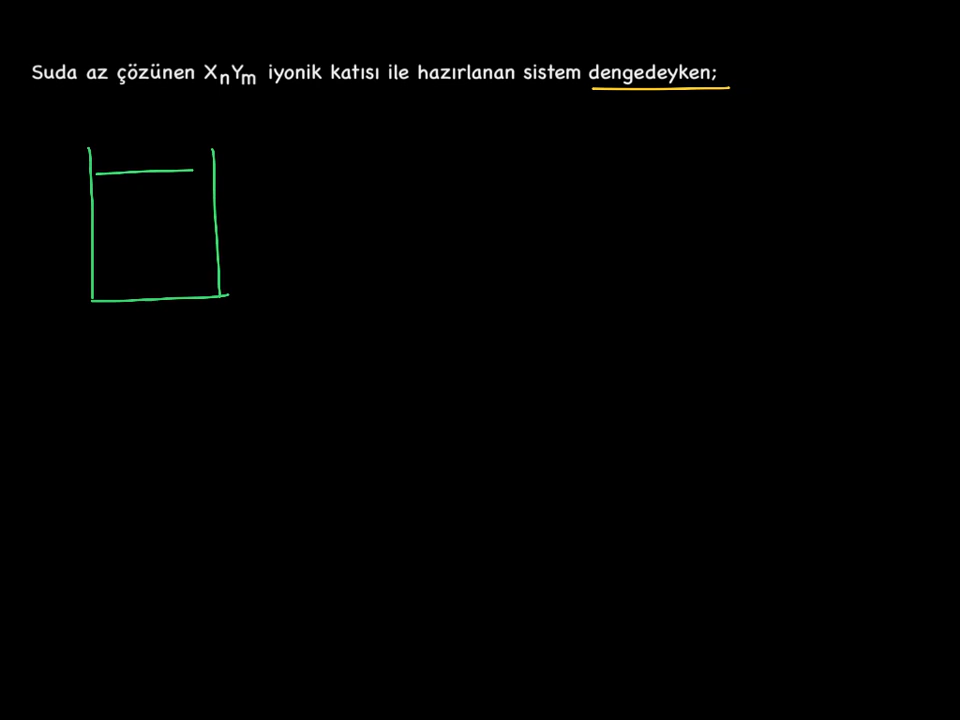 Suda az çözünen XₙYₘ iyonik katısı ile hazırlanan sistem dengedeyken;